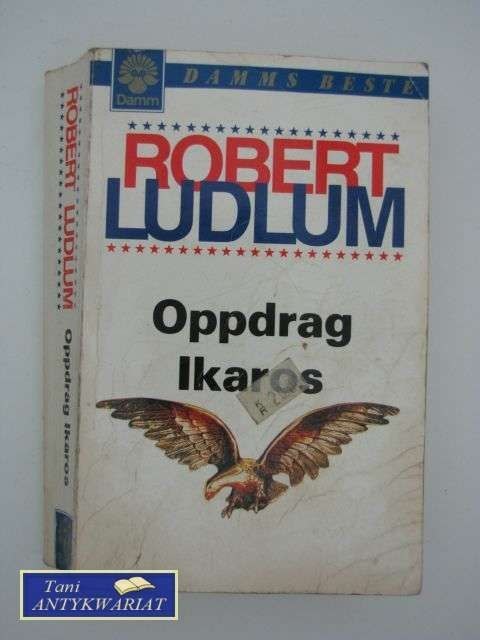 Damm
DAMMS BESTE
ROBERT
LUDLUM
Oppdrag
Ikaros
ROBERT LUDLUM Oppdrag Ikaros
Tani
ANTYKWARIAT